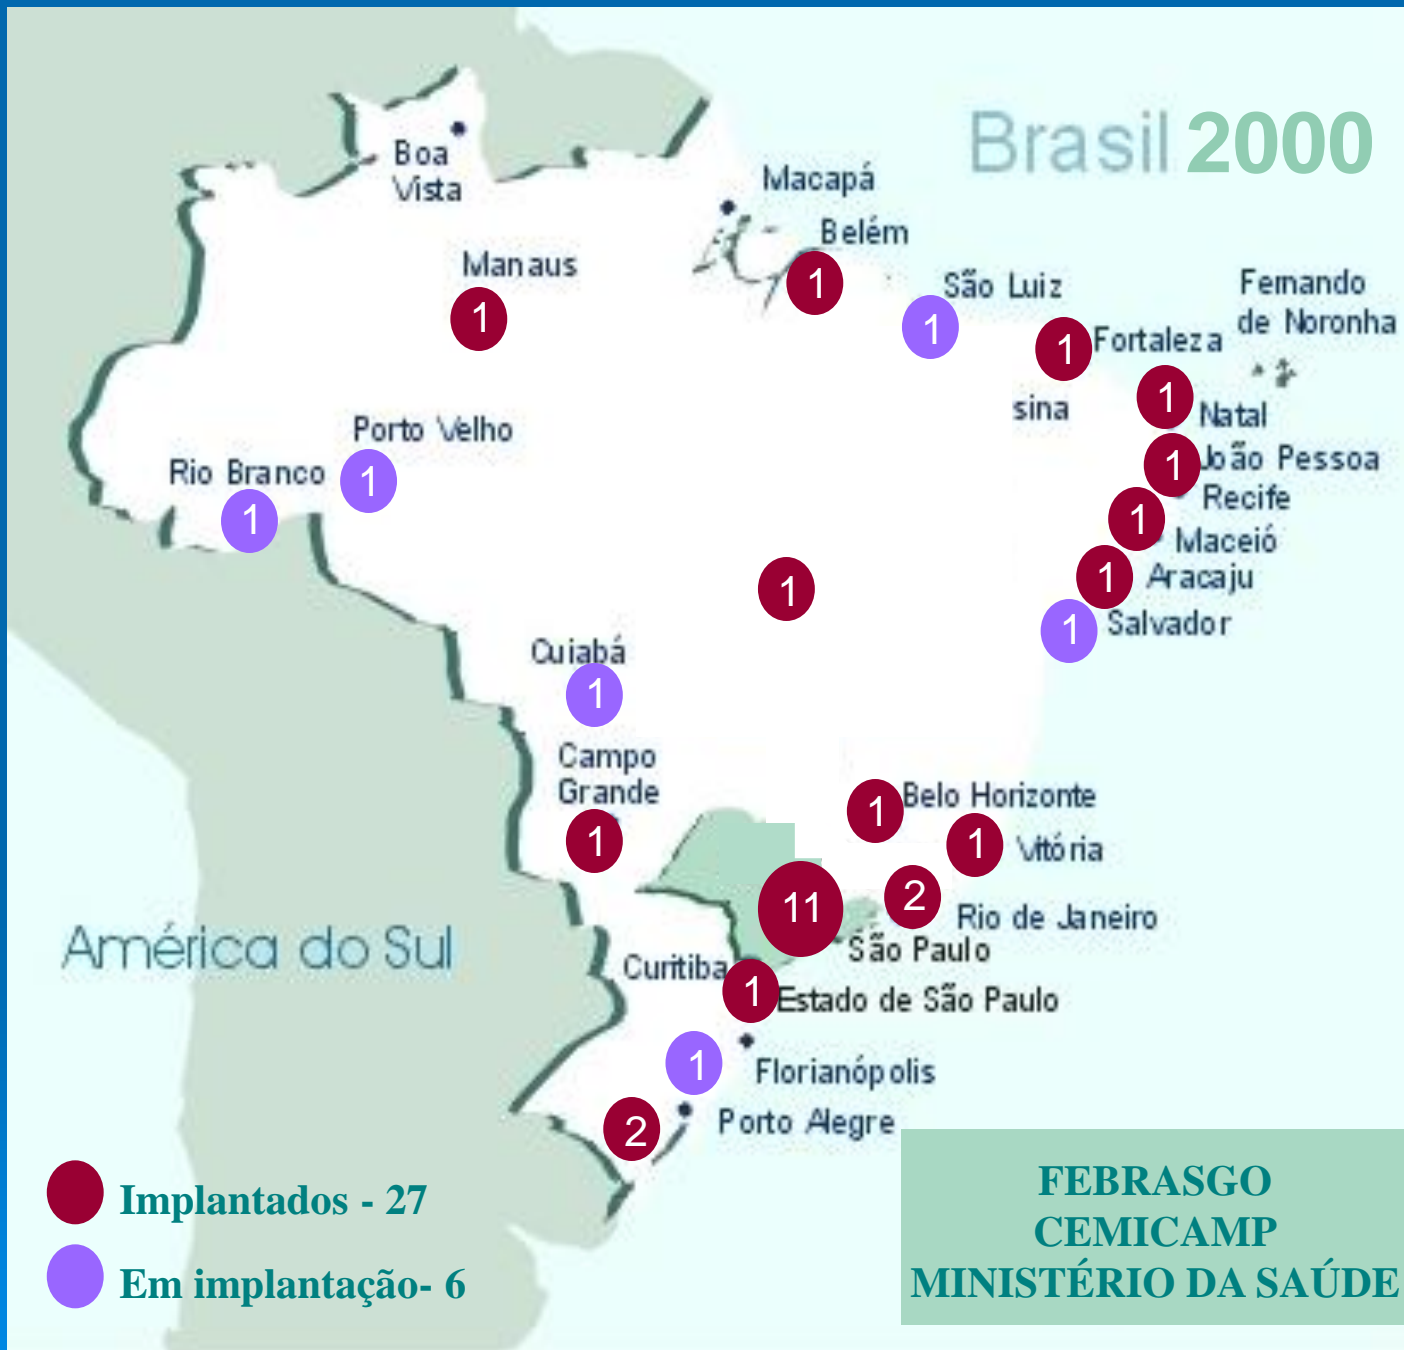 Brasil 2000
Boa
Vista
Macapá
Belém
Manaus
1
1
São Luiz
1
Fernando
de Noronha
1
Fortaleza
1
sina
Natal
Porto Velho
1
João Pessoa
Rio Branco
1
Recife
1
1
Maceió
1
Aracaju
1
1
Salvador
Cuiabá
1
Campo
Grande
1
1
Belo Horizonte
1
Vitória
2
Rio de Janeiro
11
São Paulo
América do Sul
Curitiba
1
Estado de São Paulo
1
Florianópolis
2
Porto Alegre
Implantados - 27
Em implantação- 6
FEBRASGO
CEMICAMP
MINISTÉRIO DA SAÚDE